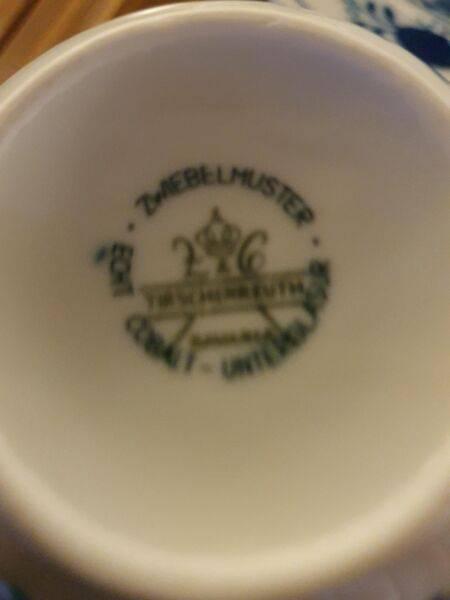 ZWIEBELMUSTER
ECHT COBALT - UNTERGLASUR
TIRSCHENREUTH
BAVARIA